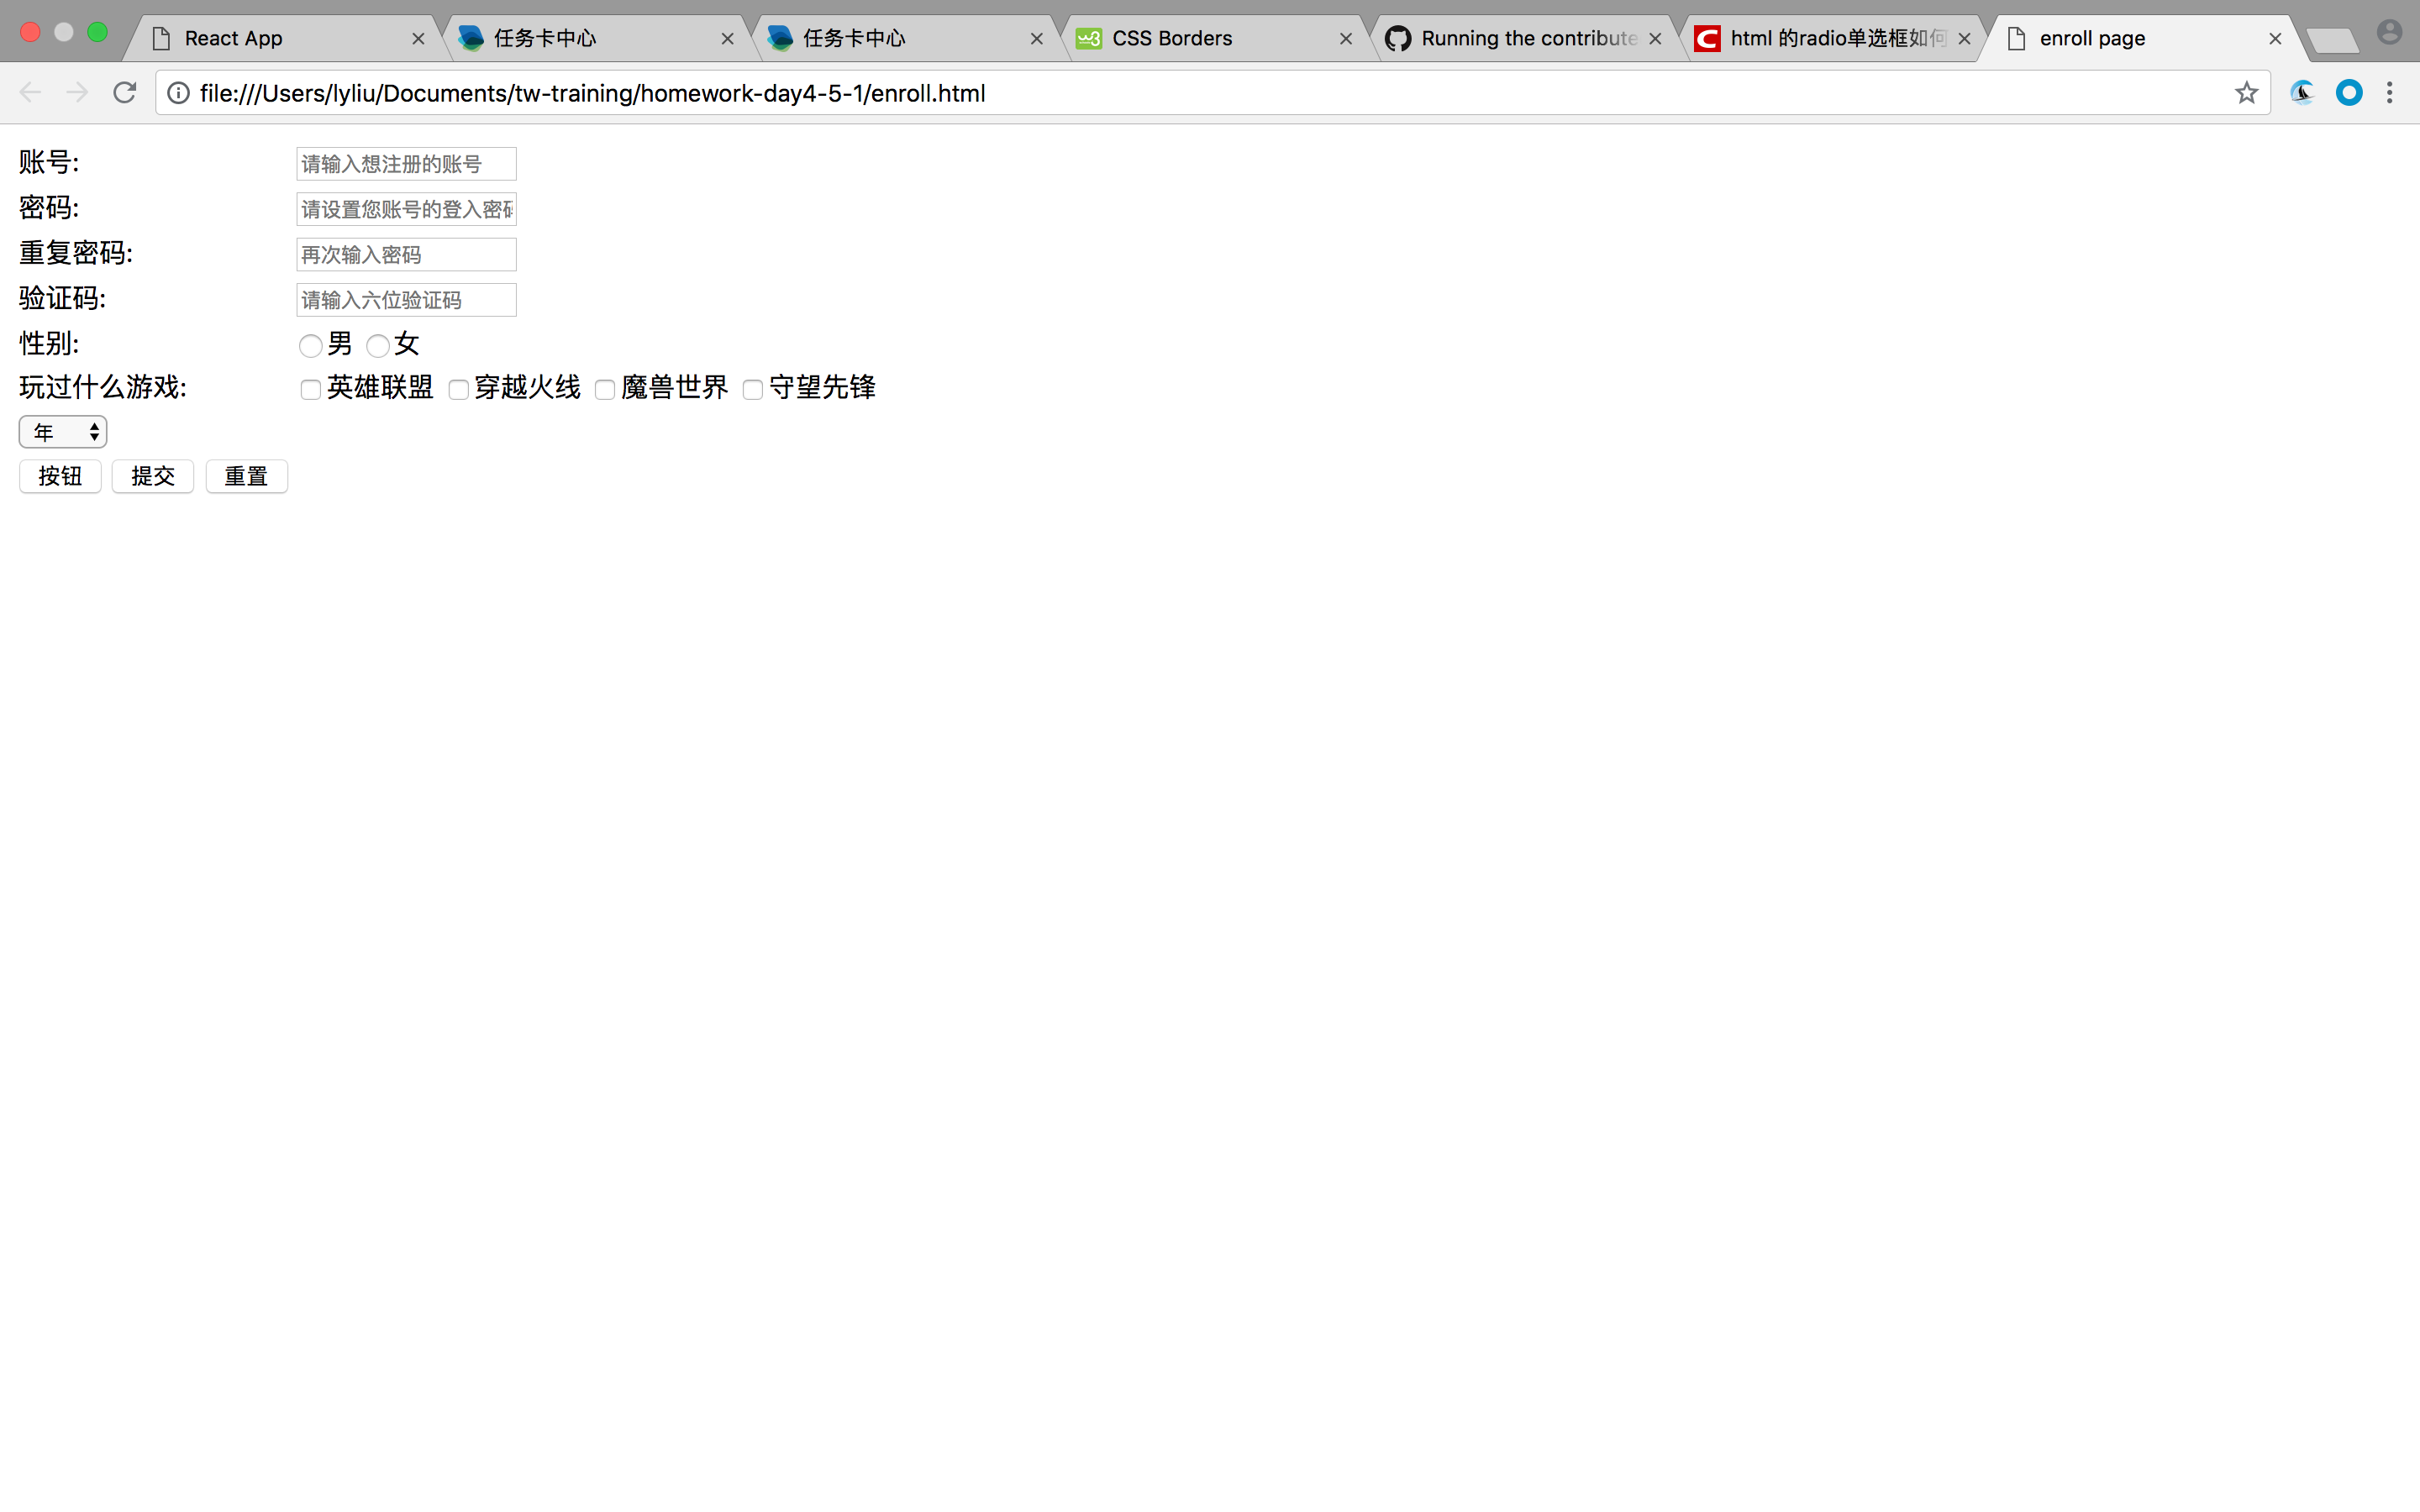 React App
任务卡中心
任务卡中心
CSS Borders
Running the contribute
html 的radio单选框如何
enroll page
file:///Users/lyliu/Documents/tw-training/homework-day4-5-1/enroll.html
账号: 请输入想注册的账号
密码: 请设置您账号的登入密码
重复密码: 再次输入密码
验证码: 请输入六位验证码
性别: 男 女
玩过什么游戏: 英雄联盟 穿越火线 魔兽世界 守望先锋
年
按钮 提交 重置